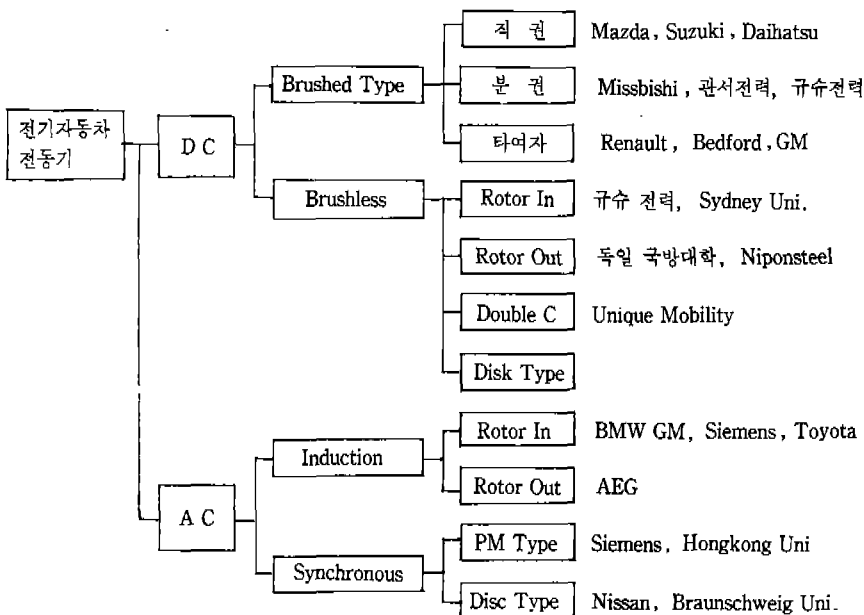 직 권 Mazda, Suzuki, Daihatsu
Brushed Type
분 권 Missbishi, 관서전력, 규슈전력
전기자동차
전동기
D C
타여자 Renault, Bedford, GM
Brushless
Rotor In 규슈 전력, Sydney Uni.
Rotor Out 독일 국방대학, Niponsteel
Double C Unique Mobility
Disk Type
Rotor In BMW GM, Siemens, Toyota
Induction
Rotor Out AEG
A C
PM Type Siemens, Hongkong Uni
Synchronous
Disc Type Nissan, Braunschweig Uni.